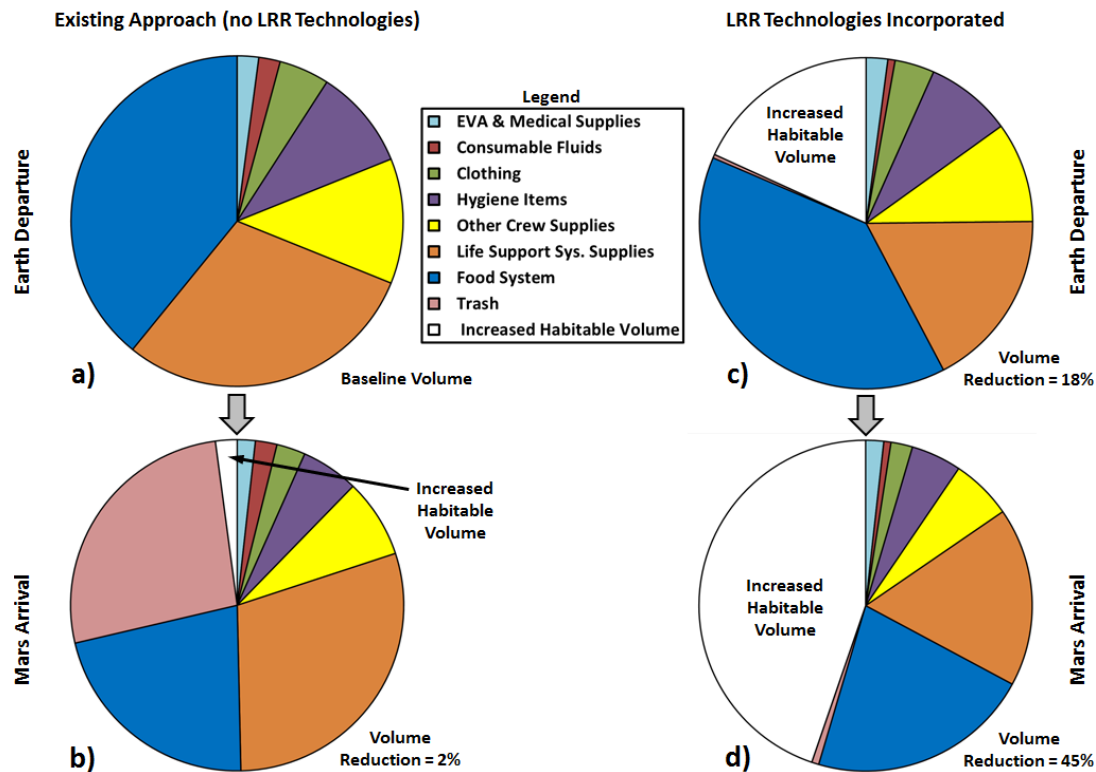 Existing Approach (no LRR Technologies)
LRR Technologies Incorporated
Earth Departure
a)
Baseline Volume
Legend
EVA & Medical Supplies
Consumable Fluids
Clothing
Hygiene Items
Other Crew Supplies
Life Support Sys. Supplies
Food System
Trash
Increased Habitable Volume
Increased
Habitable
Volume
Earth Departure
c)
Volume
Reduction = 18%
Mars Arrival
b)
Increased
Habitable
Volume
Volume
Reduction = 2%
Increased
Habitable
Volume
Mars Arrival
d)
Volume
Reduction = 45%